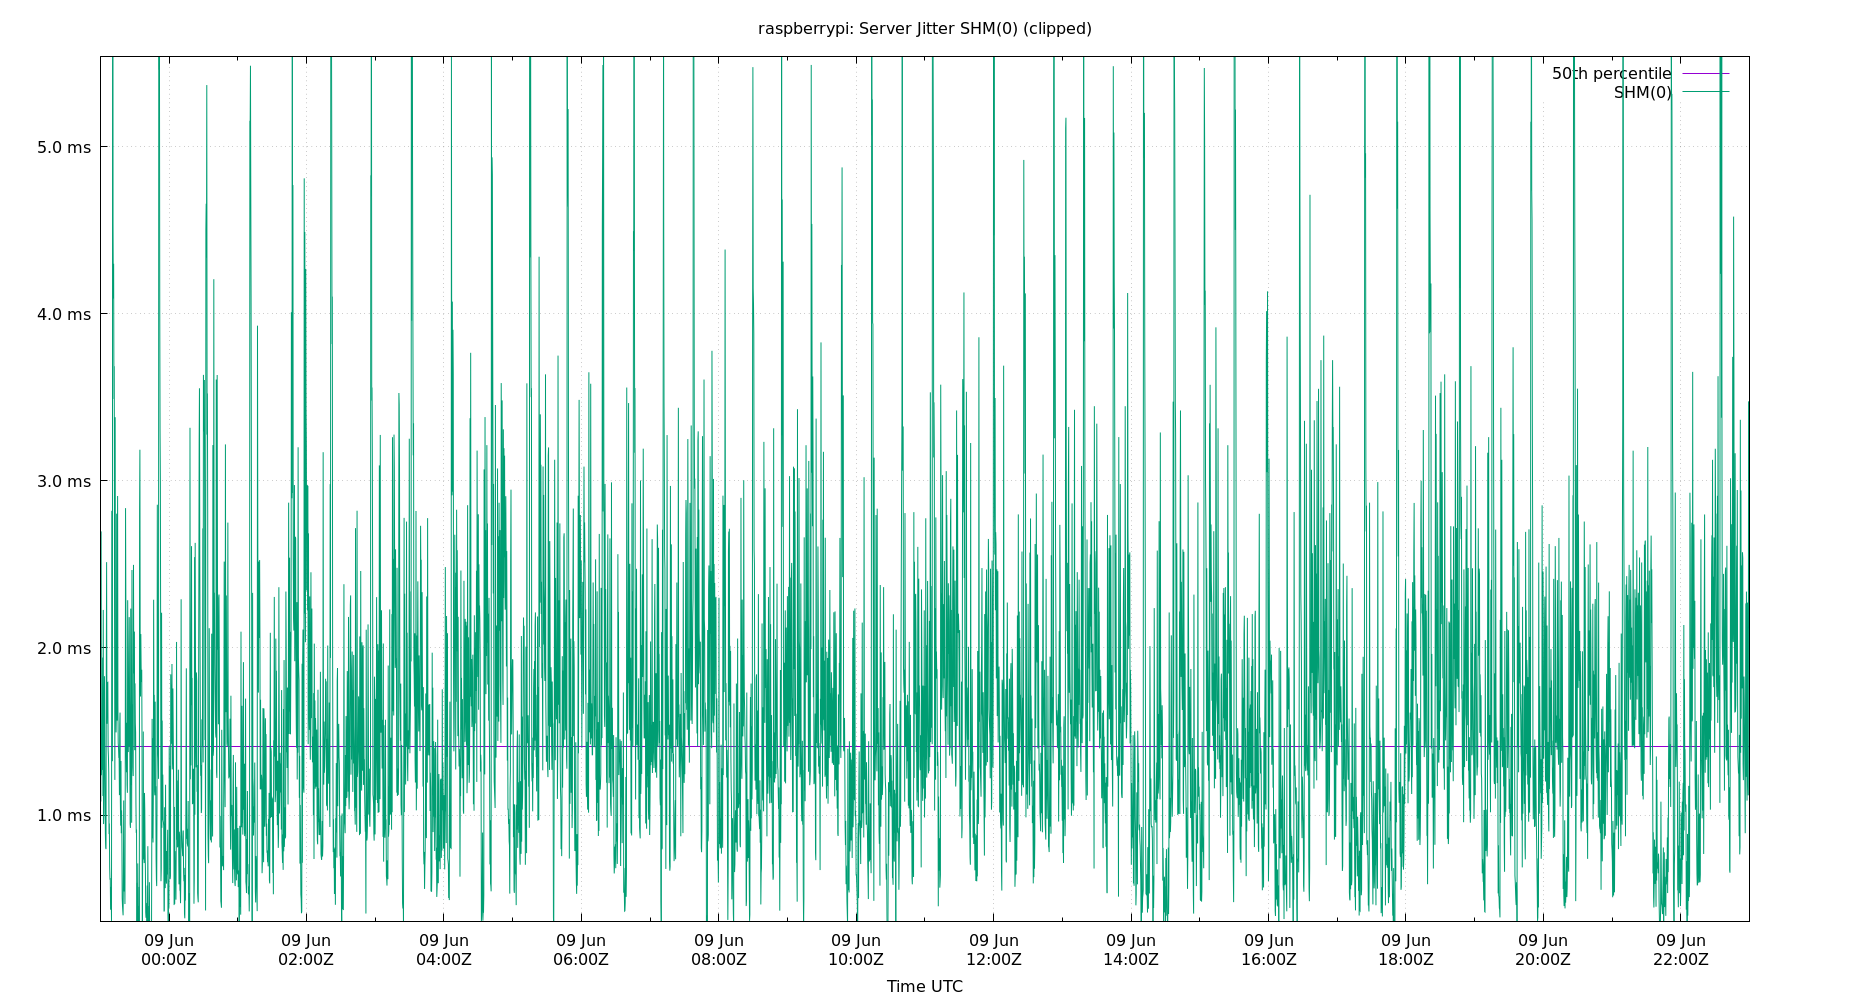 raspberrypi: Server Jitter SHM(0) (clipped)
50th percentile
SHM(0)
5.0 ms
4.0 ms
3.0 ms
2.0 ms
1.0 ms
09 Jun 09 Jun 09 Jun 09 Jun 09 Jun 09 Jun 09 Jun 09 Jun 09 Jun 09 Jun 09 Jun 09 Jun
00:00Z 02:00Z 04:00Z 06:00Z 08:00Z 10:00Z 12:00Z 14:00Z 16:00Z 18:00Z 20:00Z 22:00Z
Time UTC